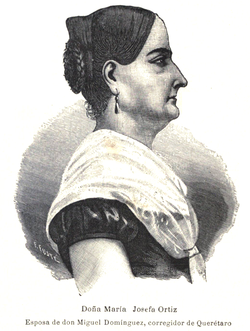 Doña María Josefa Ortiz
Esposa de don Miguel Domínguez, corregidor de Querétaro